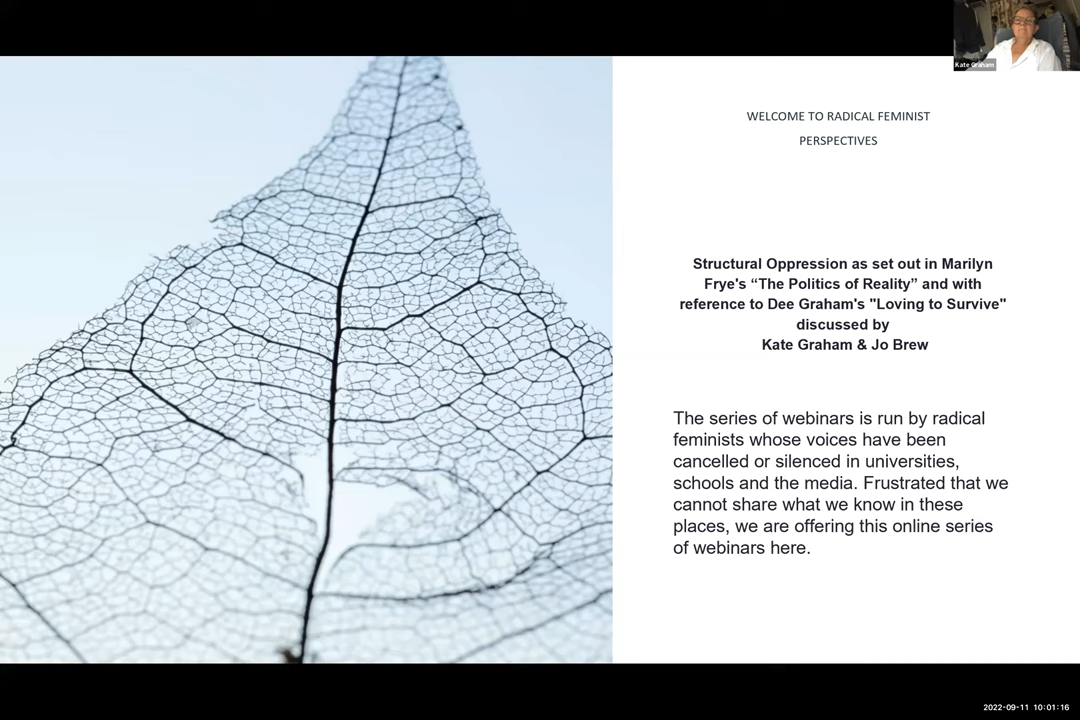 Kate Graham
WELCOME TO RADICAL FEMINIST
PERSPECTIVES
Structural Oppression as set out in Marilyn
Frye's “The Politics of Reality” and with
reference to Dee Graham's "Loving to Survive"
discussed by
Kate Graham & Jo Brew
The series of webinars is run by radical
feminists whose voices have been
cancelled or silenced in universities,
schools and the media. Frustrated that we
cannot share what we know in these
places, we are offering this online series
of webinars here.
2022-09-11 10:01:16